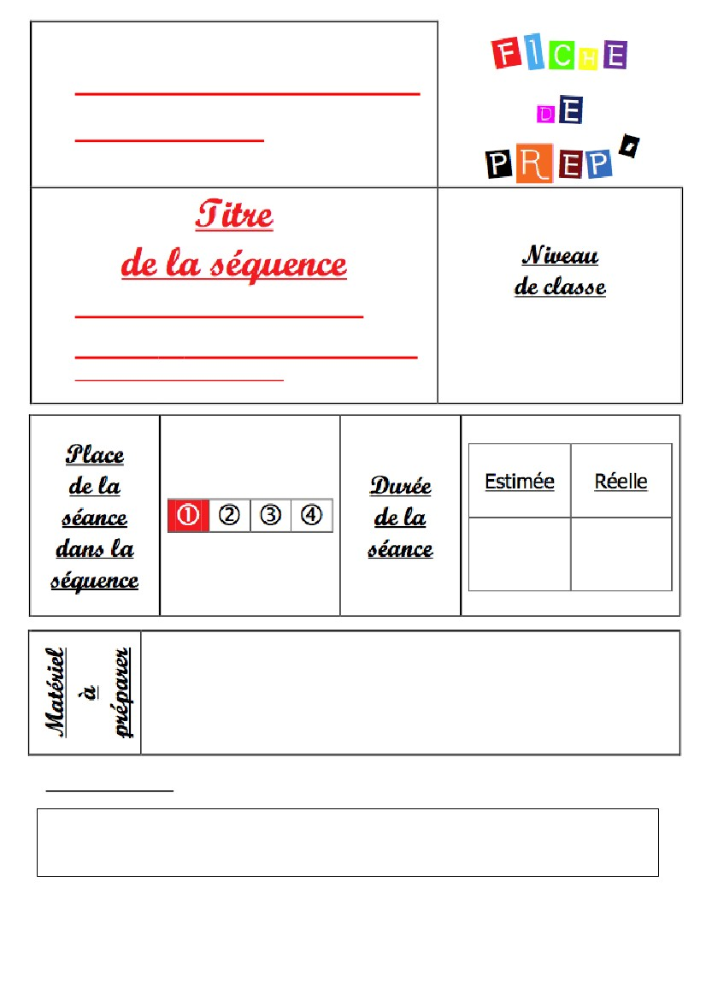 FICHE
DE
PREP'
Titre
de la séquence
Niveau
de classe
Place
de la
séance
dans la
séquence
① ② ③ ④
Durée
de la
séance
Estimée Réelle
Matériel
à
préparer